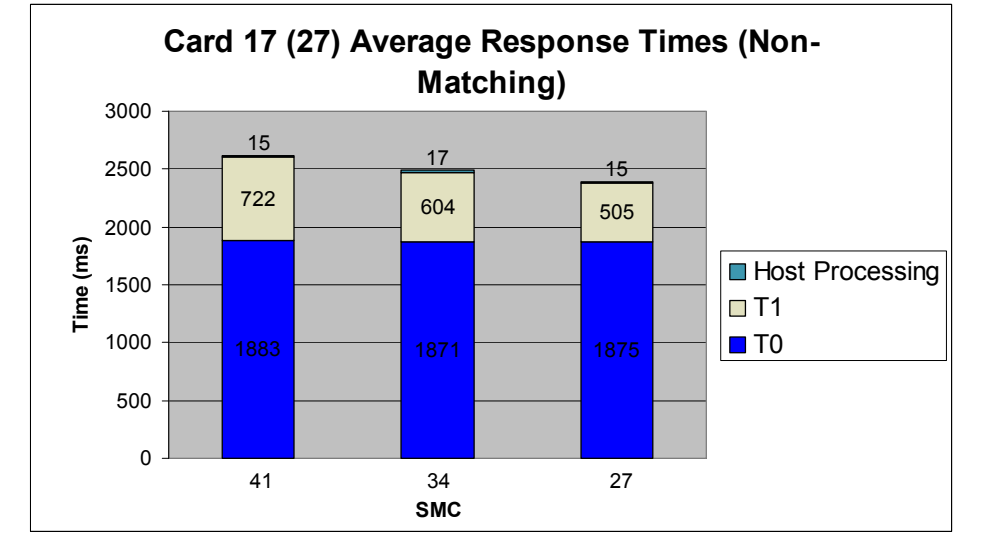 Card 17 (27) Average Response Times (Non-
Matching)
3000
2500
2000
1500
1000
500
0
Time (ms)
15
17
15
722
604
505
1883
1871
1875
41
34
27
SMC
Host Processing
T1
T0